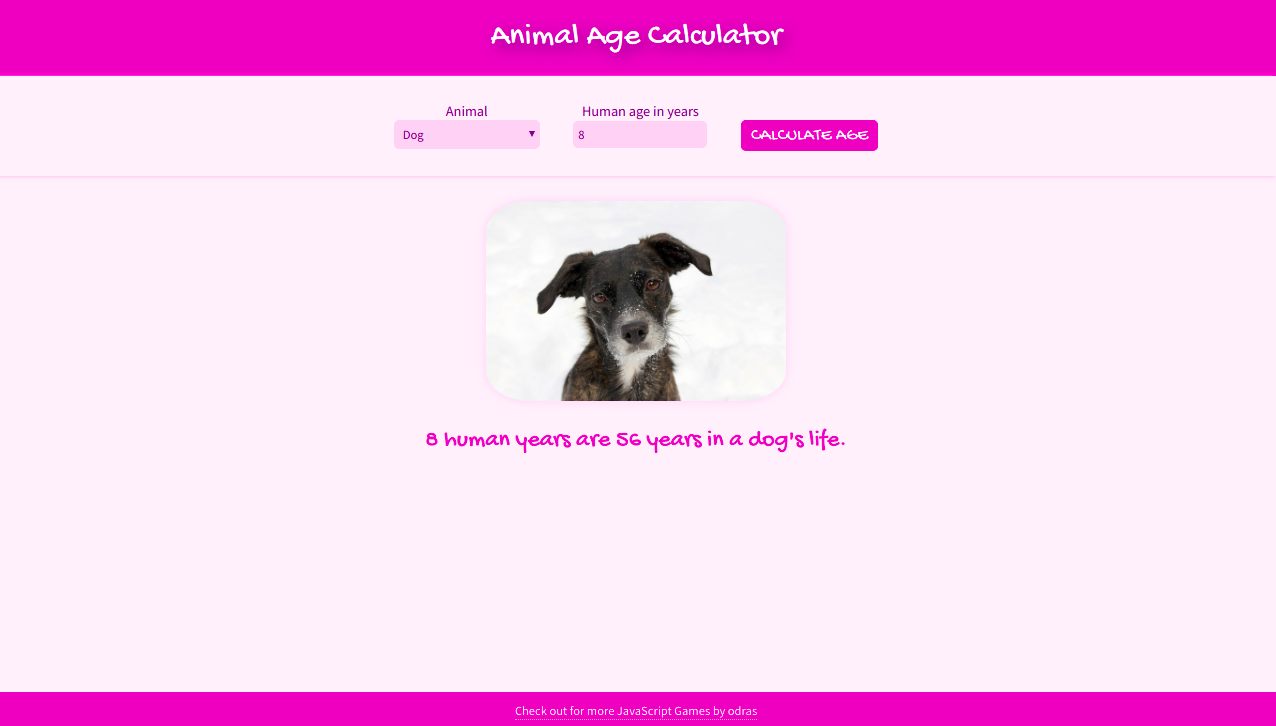 Animal Age Calculator
Animal
Human age in years
Dog
8
CALCULATE AGE
8 human years are 56 years in a dog's life.
Check out for more JavaScript Games by odras